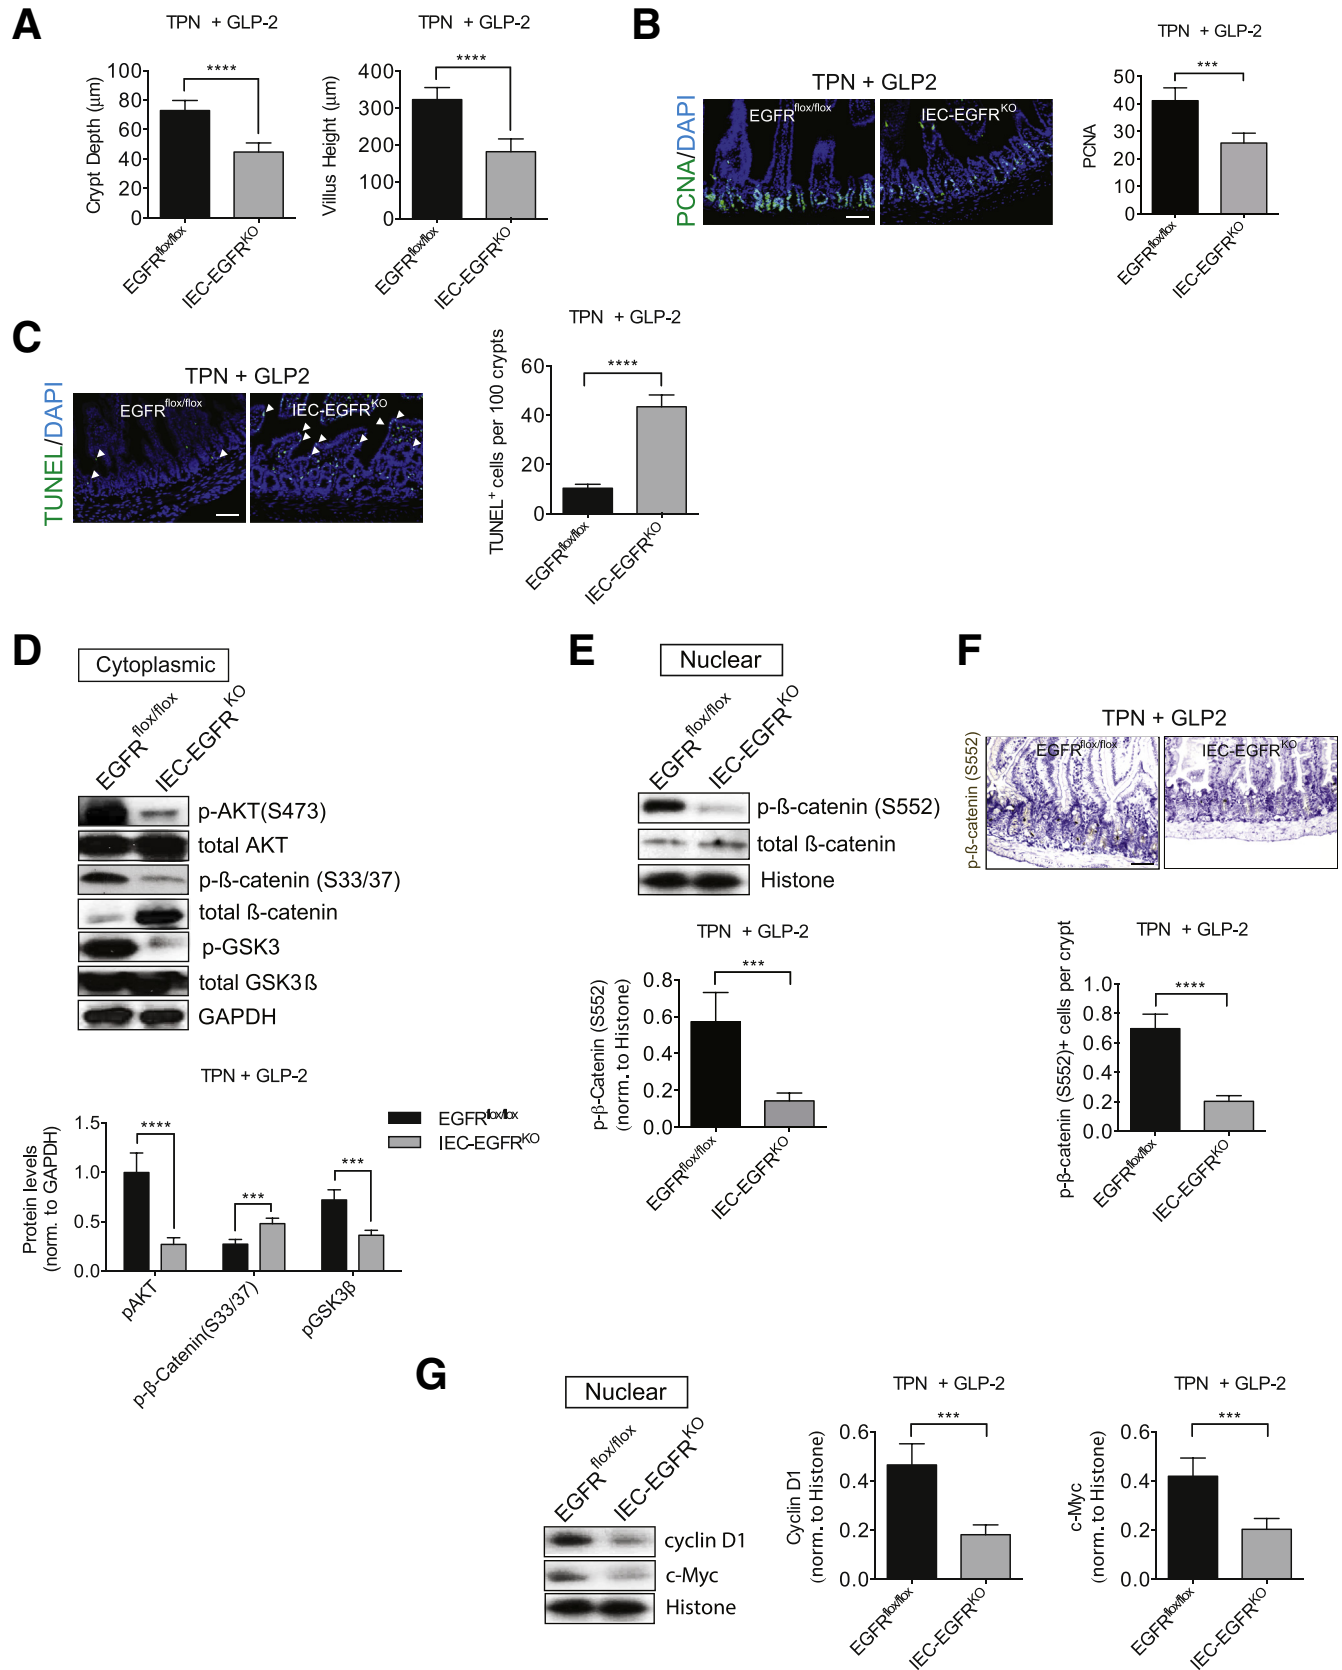 A
TPN + GLP-2
Crypt Depth (µm)
100
80
60
40
20
0
****
EGFRflox/flox
IEC-EGFRKO
TPN + GLP-2
Villus Height (µm)
400
300
200
100
0
****
EGFRflox/flox
IEC-EGFRKO
B
TPN + GLP2
PCNA/DAPI
EGFRflox/flox
IEC-EGFRKO
TPN + GLP-2
PCNA
50
40
30
20
10
0
***
EGFRflox/flox
IEC-EGFRKO
C
TPN + GLP2
TUNEL/DAPI
EGFRflox/flox
IEC-EGFRKO
TPN + GLP-2
TUNEL+ cells per 100 crypts
60
40
20
0
****
EGFRflox/flox
IEC-EGFRKO
D
Cytoplasmic
EGFRflox/flox
IEC-EGFRKO
p-AKT(S473)
total AKT
p-ß-catenin (S33/37)
total ß-catenin
p-GSK3
total GSK3ß
GAPDH
TPN + GLP-2
EGFRflox/flox
IEC-EGFRKO
Protein levels
(norm. to GAPDH)
1.5
1.0
0.5
0.0
****
***
***
pAKT
p-β-Catenin(S33/37)
pGSK3β
E
Nuclear
EGFRflox/flox
IEC-EGFRKO
p-ß-catenin (S552)
total ß-catenin
Histone
TPN + GLP-2
p-β-Catenin (S552)
(norm. to Histone)
0.8
0.6
0.4
0.2
0.0
***
EGFRflox/flox
IEC-EGFRKO
F
TPN + GLP2
p-ß-catenin (S552)
EGFRflox/flox
IEC-EGFRKO
TPN + GLP-2
p-β-catenin (S552)+ cells per crypt
1.0
0.8
0.6
0.4
0.2
0.0
****
EGFRflox/flox
IEC-EGFRKO
G
Nuclear
EGFRflox/flox
IEC-EGFRKO
cyclin D1
c-Myc
Histone
TPN + GLP-2
Cyclin D1
(norm. to Histone)
0.6
0.4
0.2
0.0
***
EGFRflox/flox
IEC-EGFRKO
TPN + GLP-2
c-Myc
(norm. to Histone)
0.6
0.4
0.2
0.0
***
EGFRflox/flox
IEC-EGFRKO